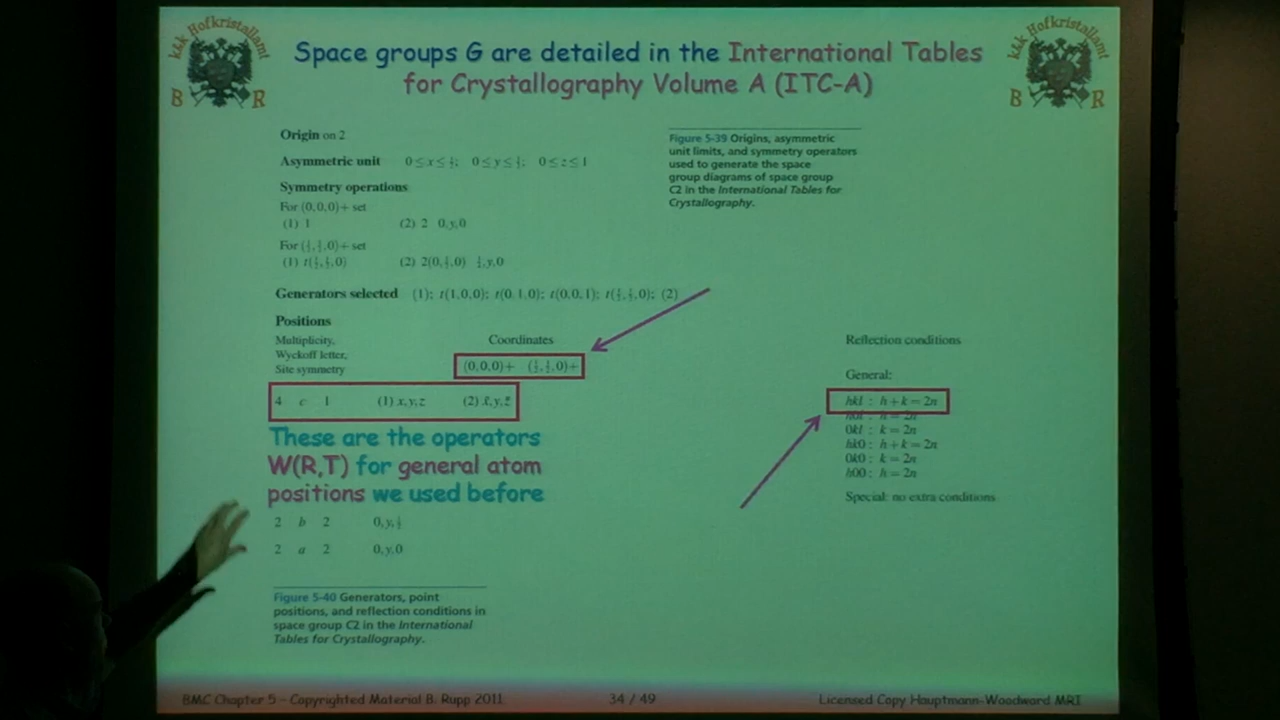 k&k Hofkristallamt
B R
Space groups G are detailed in the International Tables
for Crystallography Volume A (ITC-A)
k&k Hofkristallamt
B R
Origin on 2
Asymmetric unit 0 ≤ x ≤ ½; 0 ≤ y ≤ ½; 0 ≤ z ≤ 1
Symmetry operations
For (0,0,0)+ set
(1) 1 (2) 2 0,y,0
For (½,½,0)+ set
(1) t(½,½,0) (2) 2(0,½,0) ¼,y,0
Generators selected (1); t(1,0,0); t(0,1,0); t(0,0,1); t(½,½,0); (2)
Figure 5-39 Origins, asymmetric
unit limits, and symmetry operators
used to generate the space
group diagrams of space group
C2 in the International Tables for
Crystallography.
Positions
Multiplicity,
Wyckoff letter,
Site symmetry
Coordinates
(0,0,0)+ (½,½,0)+
4 c 1 (1) x,y,z (2) x̄,y,z̄
These are the operators
W(R,T) for general atom
positions we used before
2 b 2 0,y,½
2 a 2 0,y,0
Reflection conditions
General:
hkl : h + k = 2n
h0l : h = 2n
0kl : k = 2n
hk0 : h + k = 2n
0k0 : k = 2n
h00 : h = 2n
Special: no extra conditions
Figure 5-40 Generators, point
positions, and reflection conditions in
space group C2 in the International
Tables for Crystallography.
BMC Chapter 5 – Copyrighted Material B. Rupp 2011
34 / 49
Licensed Copy Hauptmann-Woodward MRI